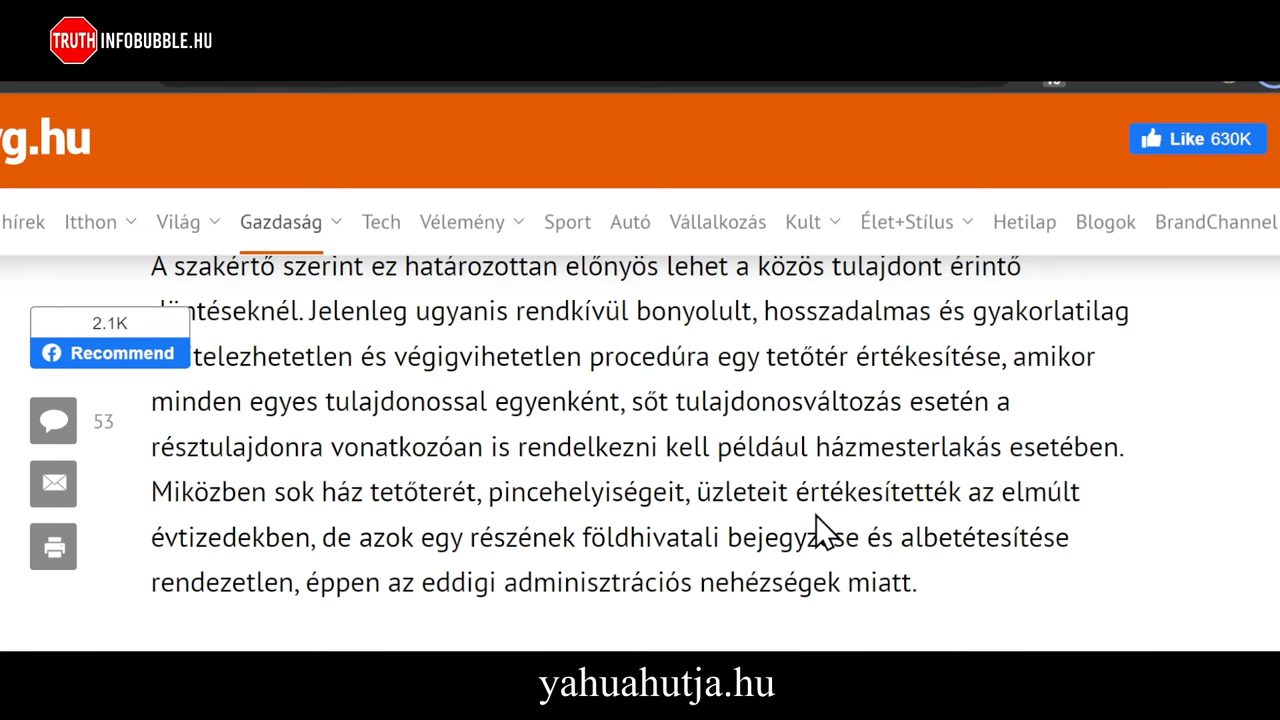 TRUTH INFOBUBBLE.HU
g.hu
Like 630K
hírek Itthon Világ Gazdaság Tech Vélemény Sport Autó Vállalkozás Kult Élet+Stílus Hetilap Blogok BrandChannel
A szakértő szerint ez határozottan előnyös lehet a közös tulajdont érintő
Jelenleg ugyanis rendkívül bonyolult, hosszadalmas és gyakorlatilag
és végigvihetetlen procedúra egy tetőtér értékesítése, amikor
minden egyes tulajdonossal egyenként, sőt tulajdonosváltozás esetén a
résztulajdonra vonatkozóan is rendelkezni kell például házmesterlakás esetében.
Miközben sok ház tetőterét, pincehelyiségeit, üzleteit értékesítették az elmúlt
évtizedekben, de azok egy részének földhivatali bejegyzése és albetétesítése
rendezetlen, éppen az eddigi adminisztrációs nehézségek miatt.
2.1K
Recommend
53
yahuahutja.hu